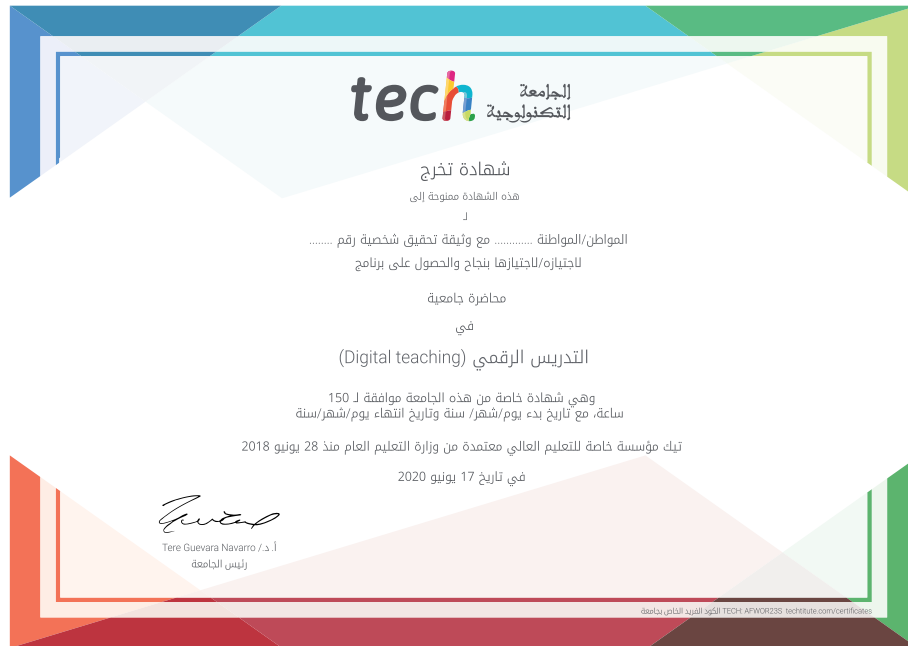 tech الجامعة
التكنولوجية
شهادة تخرج
هذه الشهادة ممنوحة إلى
لـ
المواطن/المواطنة ............. مع وثيقة تحقيق شخصية رقم ........
لاجتيازه/لاجتيازها بنجاح والحصول على برنامج
محاضرة جامعية
في
التدريس الرقمي (Digital teaching)
وهي شهادة خاصة من هذه الجامعة موافقة لـ 150
ساعة، مع تاريخ بدء يوم/شهر/ سنة وتاريخ انتهاء يوم/شهر/سنة
تيك مؤسسة خاصة للتعليم العالي معتمدة من وزارة التعليم العام منذ 28 يونيو 2018
في تاريخ 17 يونيو 2020
أ. د./ Tere Guevara Navarro
رئيس الجامعة
الكود الفريد الخاص بجامعة TECH: AFWOR23S techtitute.com/certificates